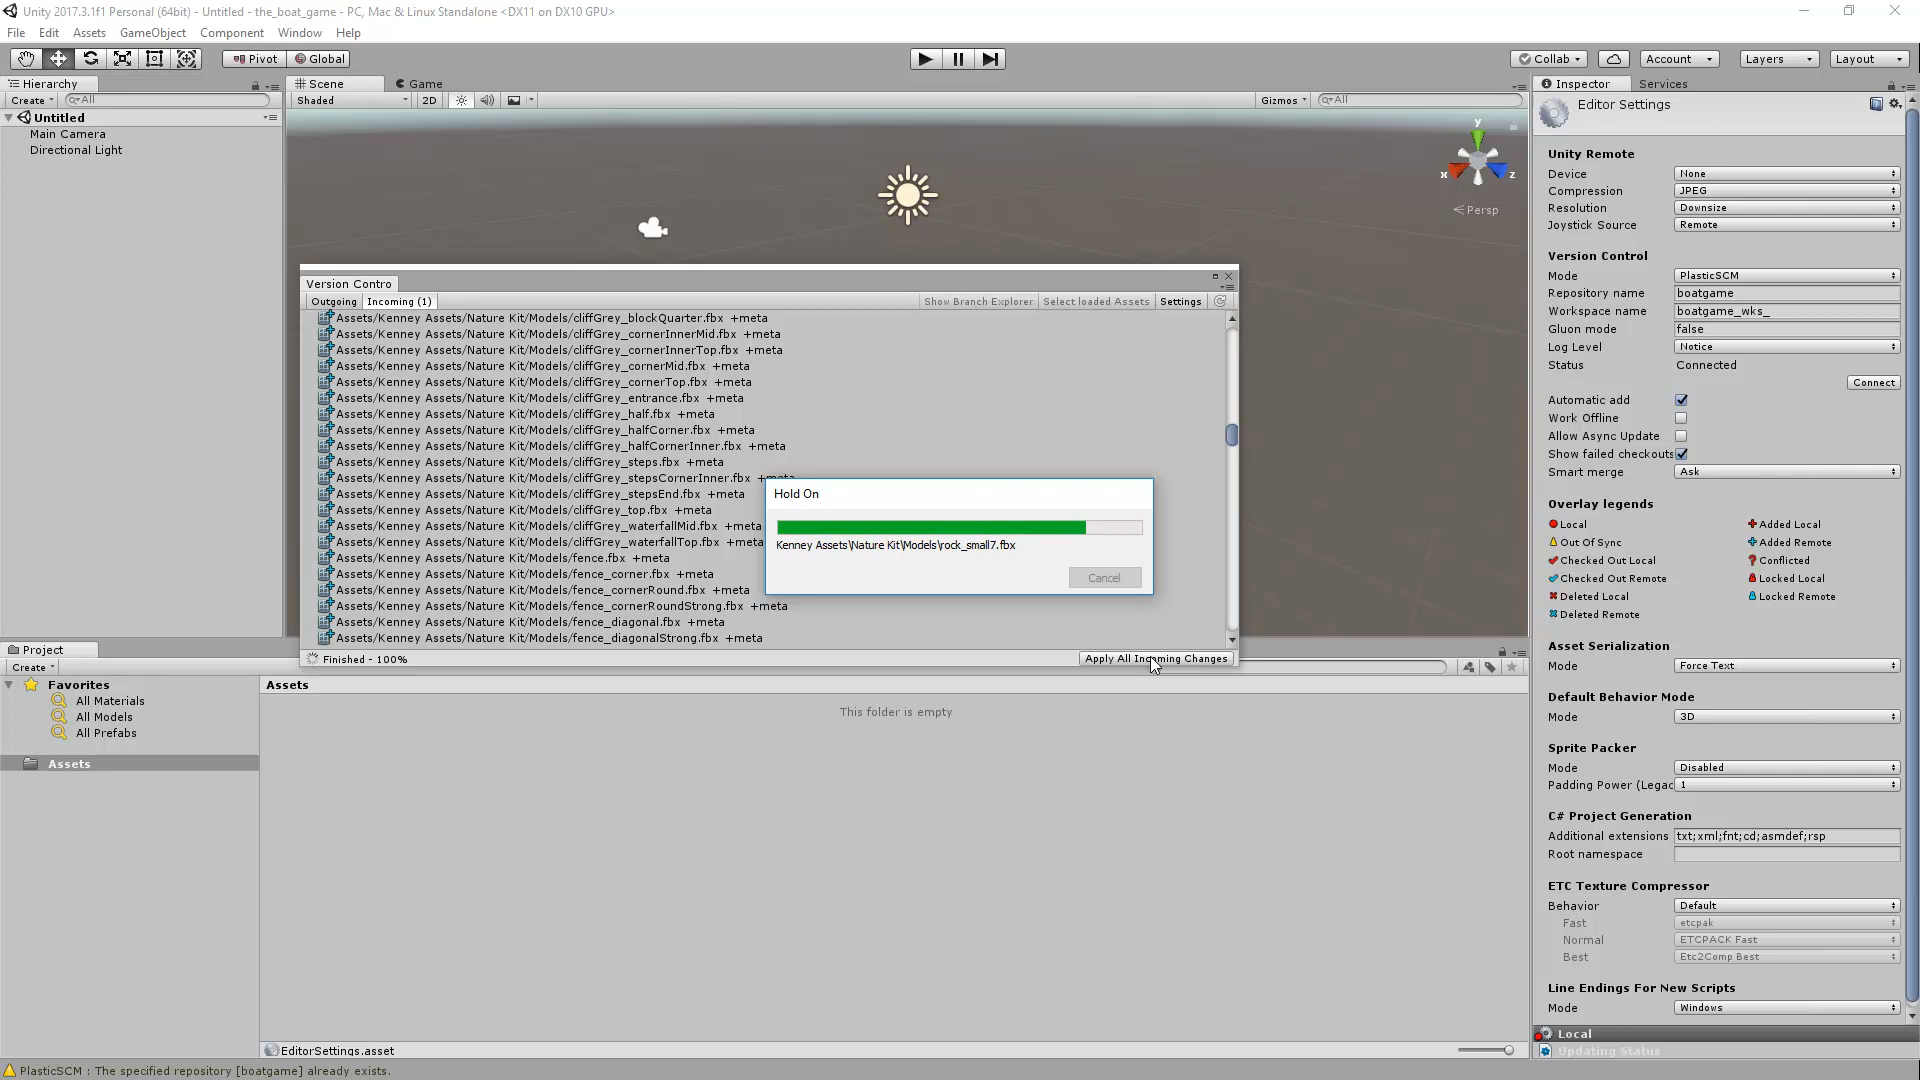 Unity 2017.3.1f1 Personal (64bit) - Untitled - the_boat_game - PC, Mac & Linux Standalone <DX11 on DX10 GPU>
File Edit Assets GameObject Component Window Help
Pivot Global Collab Account Layers Layout
Hierarchy
Create All
Untitled
Main Camera
Directional Light
Scene Game
Shaded 2D Gizmos All
y
x z
Persp
Version Contro
Outgoing Incoming (1) Show Branch Explorer Select loaded Assets Settings
Assets/Kenney Assets/Nature Kit/Models/cliffGrey_blockQuarter.fbx +meta
Assets/Kenney Assets/Nature Kit/Models/cliffGrey_cornerInnerMid.fbx +meta
Assets/Kenney Assets/Nature Kit/Models/cliffGrey_cornerInnerTop.fbx +meta
Assets/Kenney Assets/Nature Kit/Models/cliffGrey_cornerMid.fbx +meta
Assets/Kenney Assets/Nature Kit/Models/cliffGrey_cornerTop.fbx +meta
Assets/Kenney Assets/Nature Kit/Models/cliffGrey_entrance.fbx +meta
Assets/Kenney Assets/Nature Kit/Models/cliffGrey_half.fbx +meta
Assets/Kenney Assets/Nature Kit/Models/cliffGrey_halfCorner.fbx +meta
Assets/Kenney Assets/Nature Kit/Models/cliffGrey_halfCornerInner.fbx +meta
Assets/Kenney Assets/Nature Kit/Models/cliffGrey_steps.fbx +meta
Assets/Kenney Assets/Nature Kit/Models/cliffGrey_stepsCornerInner.fbx +meta
Assets/Kenney Assets/Nature Kit/Models/cliffGrey_stepsEnd.fbx +meta
Assets/Kenney Assets/Nature Kit/Models/cliffGrey_top.fbx +meta
Assets/Kenney Assets/Nature Kit/Models/cliffGrey_waterfallMid.fbx +meta
Assets/Kenney Assets/Nature Kit/Models/cliffGrey_waterfallTop.fbx +meta
Assets/Kenney Assets/Nature Kit/Models/fence.fbx +meta
Assets/Kenney Assets/Nature Kit/Models/fence_corner.fbx +meta
Assets/Kenney Assets/Nature Kit/Models/fence_cornerRound.fbx +meta
Assets/Kenney Assets/Nature Kit/Models/fence_cornerRoundStrong.fbx +meta
Assets/Kenney Assets/Nature Kit/Models/fence_diagonal.fbx +meta
Assets/Kenney Assets/Nature Kit/Models/fence_diagonalStrong.fbx +meta
Finished - 100% Apply All Incoming Changes
Hold On
Kenney Assets\Nature Kit\Models\rock_small7.fbx
Cancel
Project
Create
Favorites
All Materials
All Models
All Prefabs
Assets
Assets
This folder is empty
EditorSettings.asset
PlasticSCM : The specified repository [boatgame] already exists.
Inspector Services
Editor Settings
Unity Remote
Device None
Compression JPEG
Resolution Downsize
Joystick Source Remote
Version Control
Mode PlasticSCM
Repository name boatgame
Workspace name boatgame_wks_
Gluon mode false
Log Level Notice
Status Connected
Connect
Automatic add
Work Offline
Allow Async Update
Show failed checkouts
Smart merge Ask
Overlay legends
Local Added Local
Out Of Sync Added Remote
Checked Out Local Conflicted
Checked Out Remote Locked Local
Deleted Local Locked Remote
Deleted Remote
Asset Serialization
Mode Force Text
Default Behavior Mode
Mode 3D
Sprite Packer
Mode Disabled
Padding Power (Legac 1
C# Project Generation
Additional extensions txt;xml;fnt;cd;asmdef;rsp
Root namespace
ETC Texture Compressor
Behavior Default
Fast etcpak
Normal ETCPACK Fast
Best Etc2Comp Best
Line Endings For New Scripts
Mode Windows
Local
Updating Status